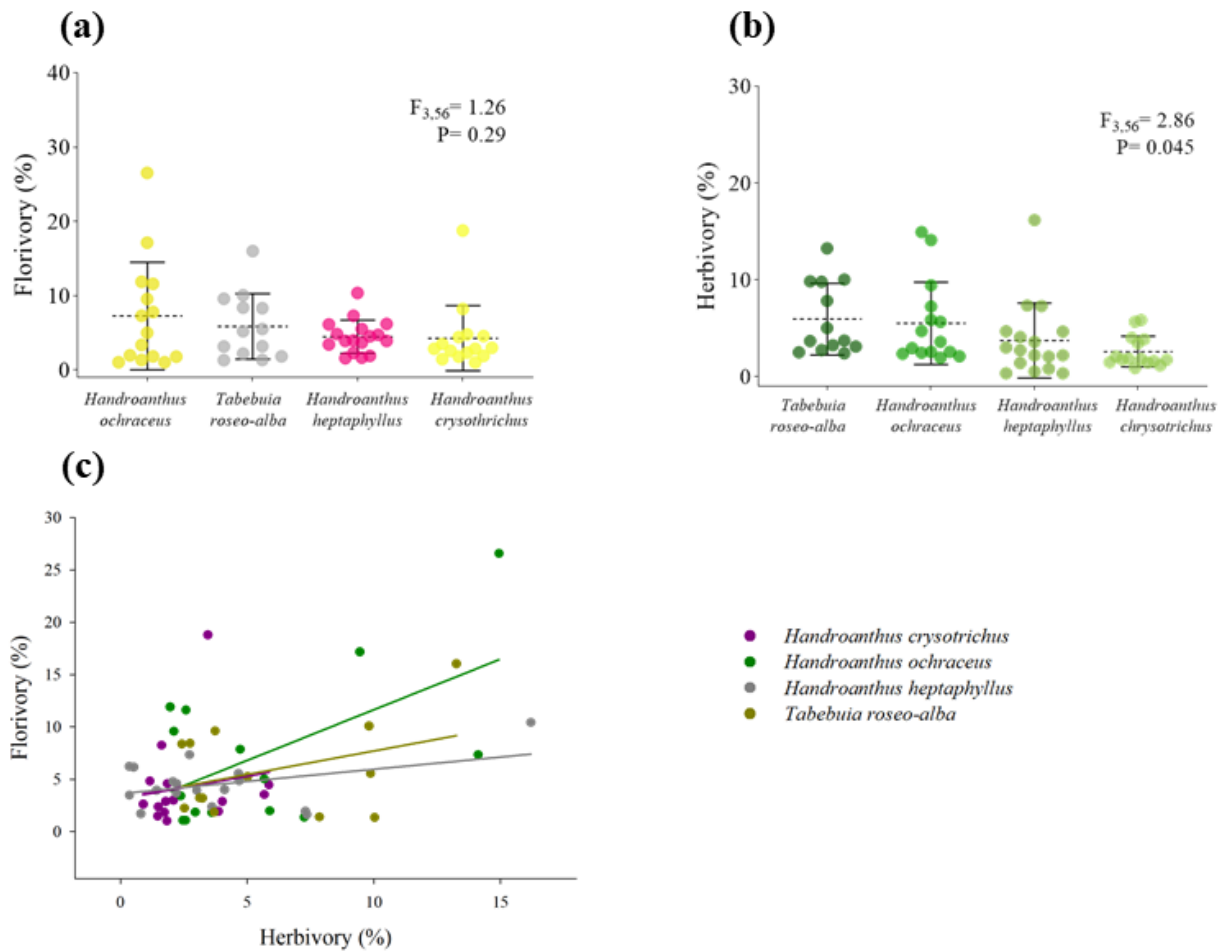 (a)
40
30
20
10
0
Florivory (%)
F3,56= 1.26
P= 0.29
Handroanthus
ochraceus
Tabebuia
roseo-alba
Handroanthus
heptaphyllus
Handroanthus
crysothrichus
(b)
30
20
10
0
Herbivory (%)
F3,56= 2.86
P= 0.045
Tabebuia
roseo-alba
Handroanthus
ochraceus
Handroanthus
heptaphyllus
Handroanthus
chrysotrichus
(c)
30
25
20
15
10
5
0
Florivory (%)
0 5 10 15
Herbivory (%)
Handroanthus crysotrichus
Handroanthus ochraceus
Handroanthus heptaphyllus
Tabebuia roseo-alba